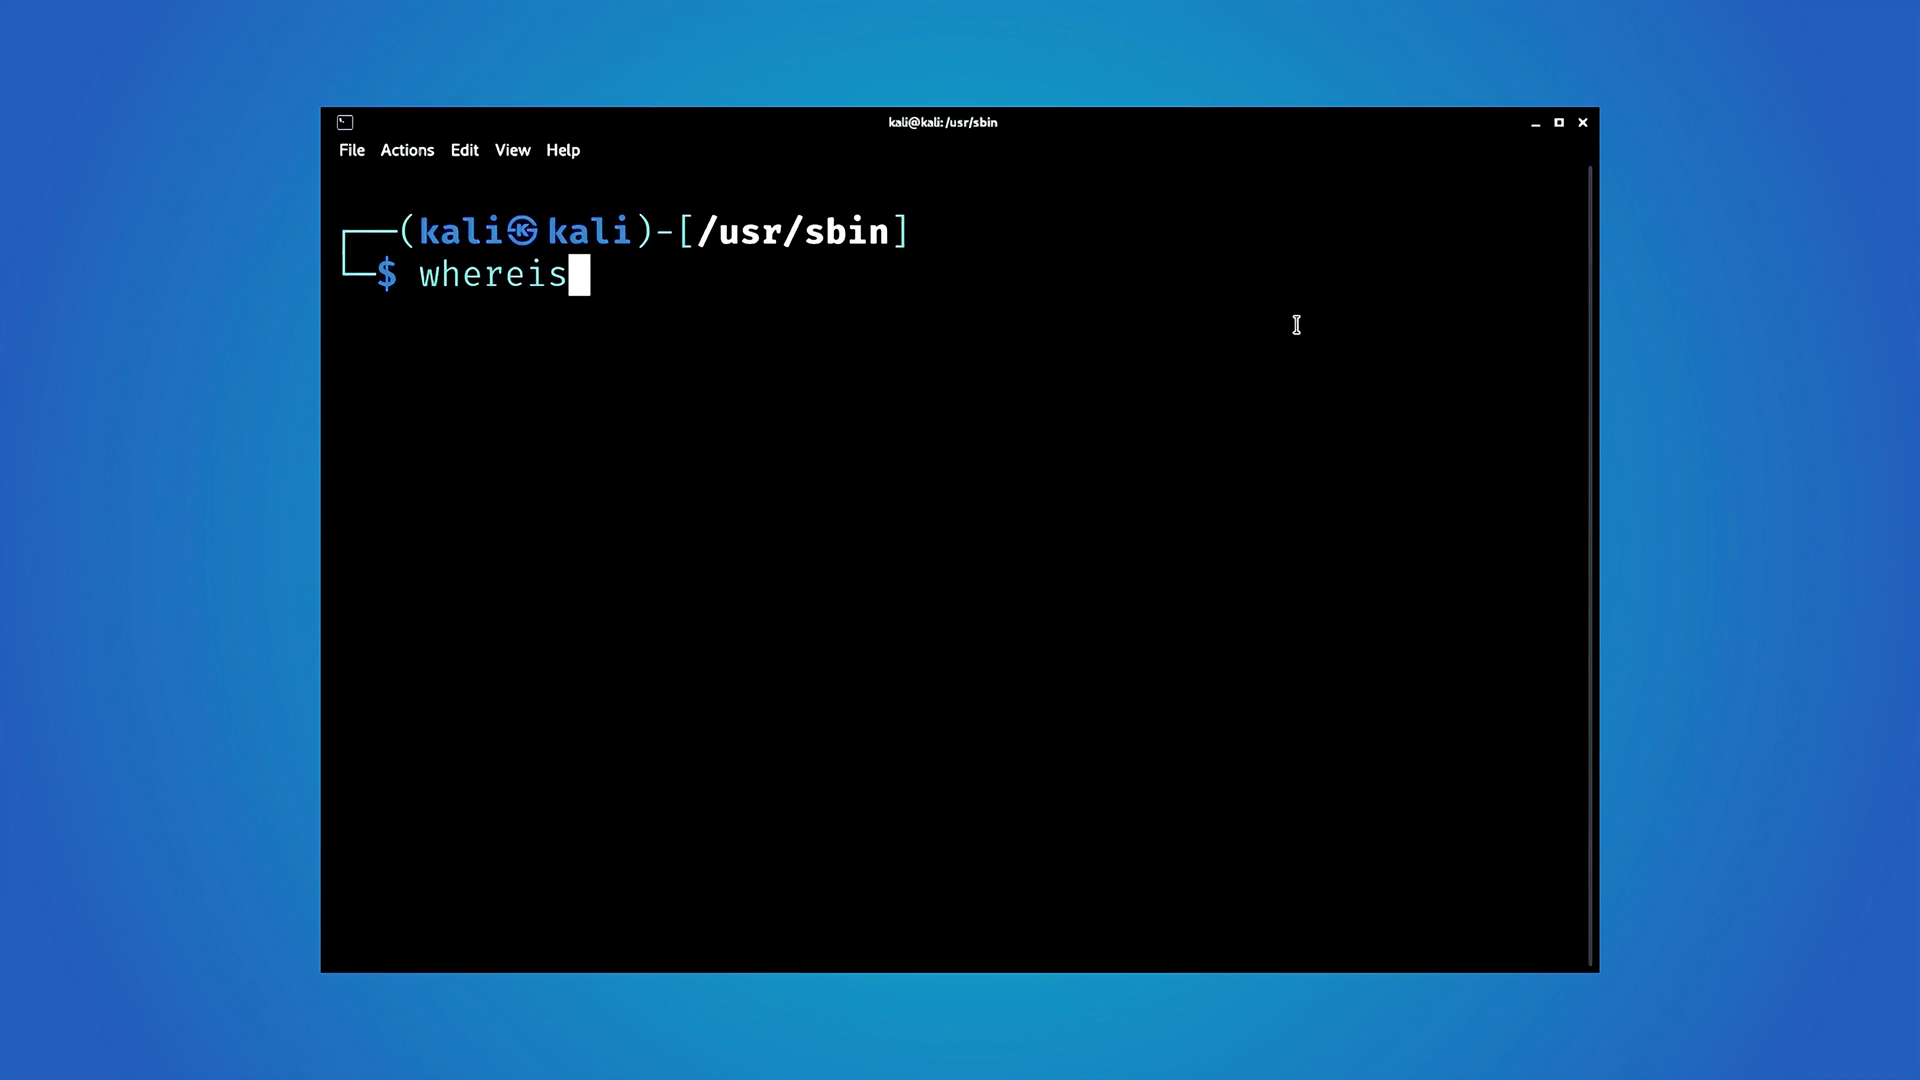 kali@kali: /usr/sbin
File Actions Edit View Help
┌──(kali㉿kali)-[/usr/sbin]
└─$ whereis